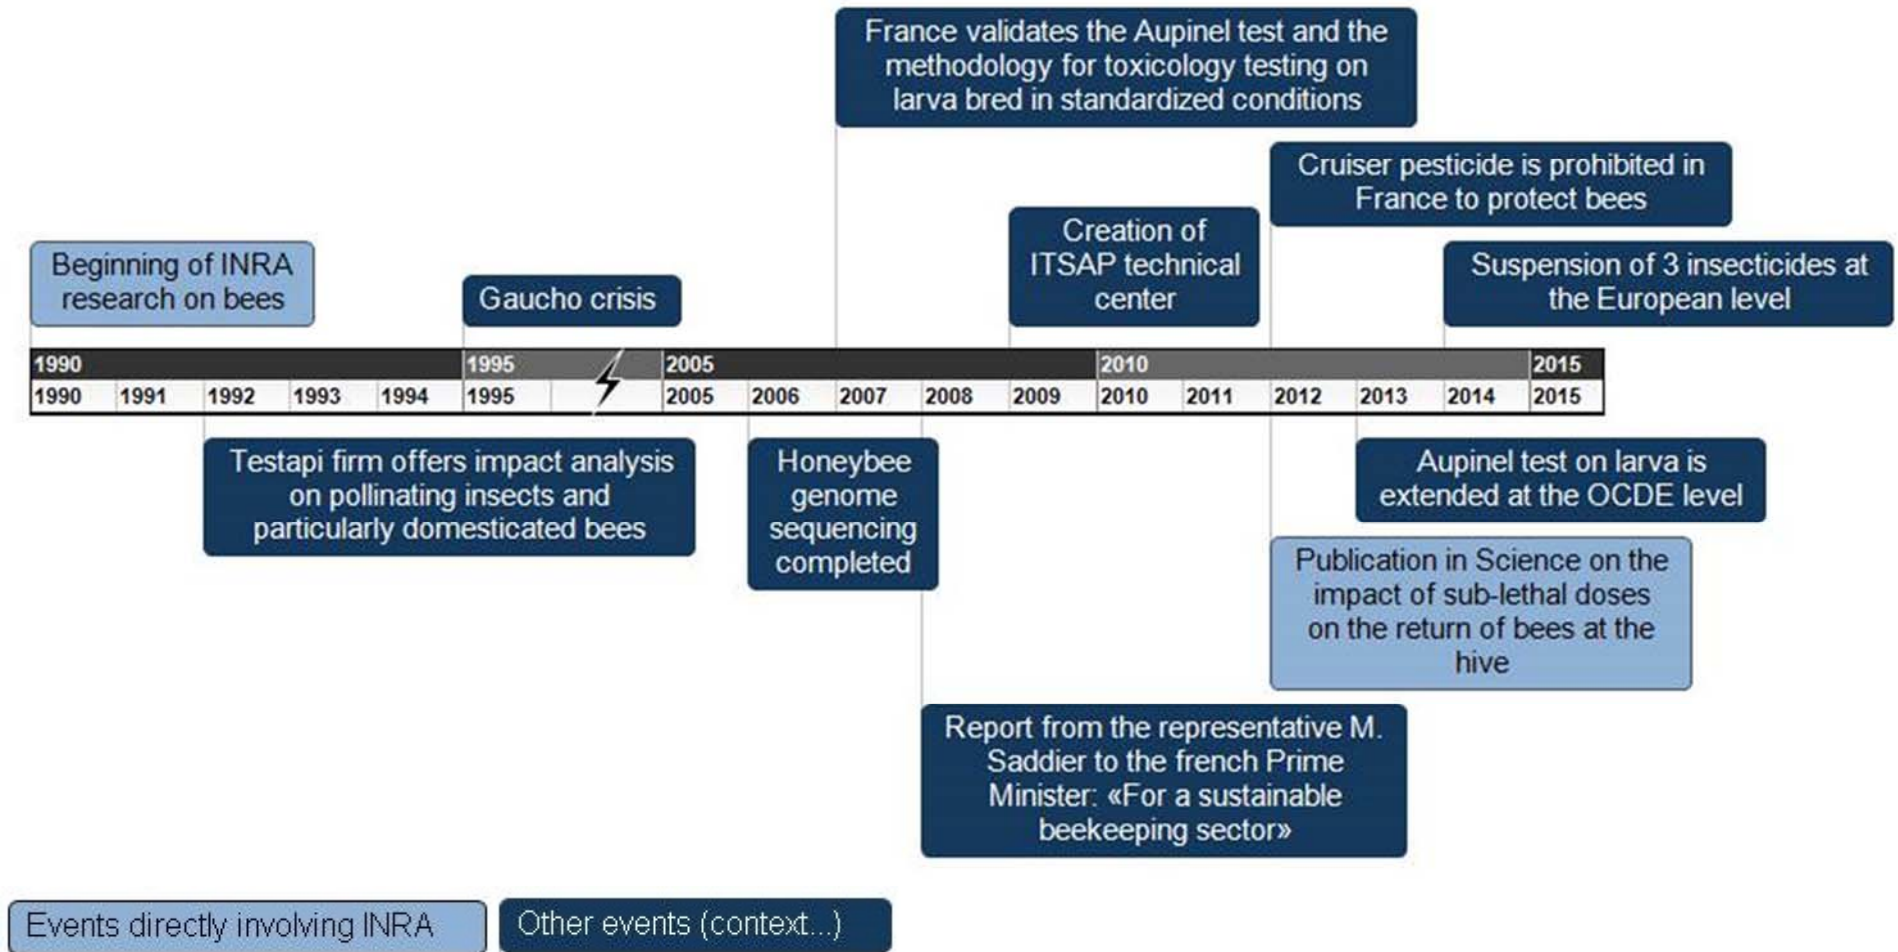 France validates the Aupinel test and the
methodology for toxicology testing on
larva bred in standardized conditions
Cruiser pesticide is prohibited in
France to protect bees
Creation of
ITSAP technical
center
Beginning of INRA
research on bees
Gaucho crisis
Suspension of 3 insecticides at
the European level
1990 1995 2005 2010 2015
1990 1991 1992 1993 1994 1995 2005 2006 2007 2008 2009 2010 2011 2012 2013 2014 2015
Testapi firm offers impact analysis
on pollinating insects and
particularly domesticated bees
Honeybee
genome
sequencing
completed
Aupinel test on larva is
extended at the OCDE level
Publication in Science on the
impact of sub-lethal doses
on the return of bees at the
hive
Report from the representative M.
Saddier to the french Prime
Minister: «For a sustainable
beekeeping sector»
Events directly involving INRA
Other events (context...)